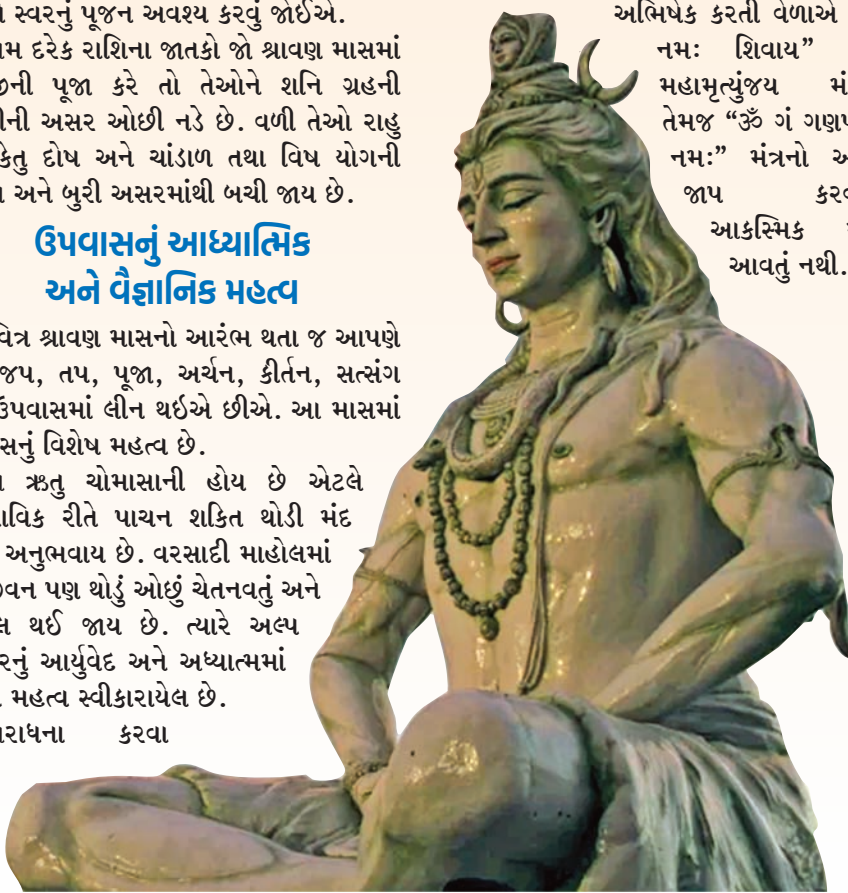 સ્વરનું પૂજન અવશ્ય કરવું જોઈએ.
દરેક રાશિના જાતકો જો શ્રાવણ માસમાં
પૂજા કરે તો તેઓને શનિ ગ્રહની
અસર ઓછી નડે છે. વળી તેઓ રાહુ
કેતુ દોષ અને ચાંડાળ તથા વિષ યોગની
અને બુરી અસરમાંથી બચી જાય છે.
ઉપવાસનું આધ્યાત્મિક
અને વૈજ્ઞાનિક મહત્વ
શ્રાવણ માસનો આરંભ થતા જ આપણે
જપ, તપ, પૂજા, અર્ચન, કીર્તન, સત્સંગ
ઉપવાસમાં લીન થઇએ છીએ. આ માસમાં
વિશેષ મહત્વ છે.
ઋતુ ચોમાસાની હોય છે એટલે
રીતે પાચન શકિત થોડી મંદ
અનુભવાય છે. વરસાદી માહોલમાં
પણ થોડું ઓછું ચેતનવતું અને
થઈ જાય છે. ત્યારે અલ્પ
આર્યુવેદ અને અધ્યાત્મમાં
મહત્વ સ્વીકારાયેલ છે.
કરવા
અભિષેક કરતી વેળાએ
નમઃ શિવાય”
મહામૃત્યુંજય
તેમજ “ૐ ગં
નમઃ” મંત્રનો
જાપ
આકસ્મિક
આવતું નથી.